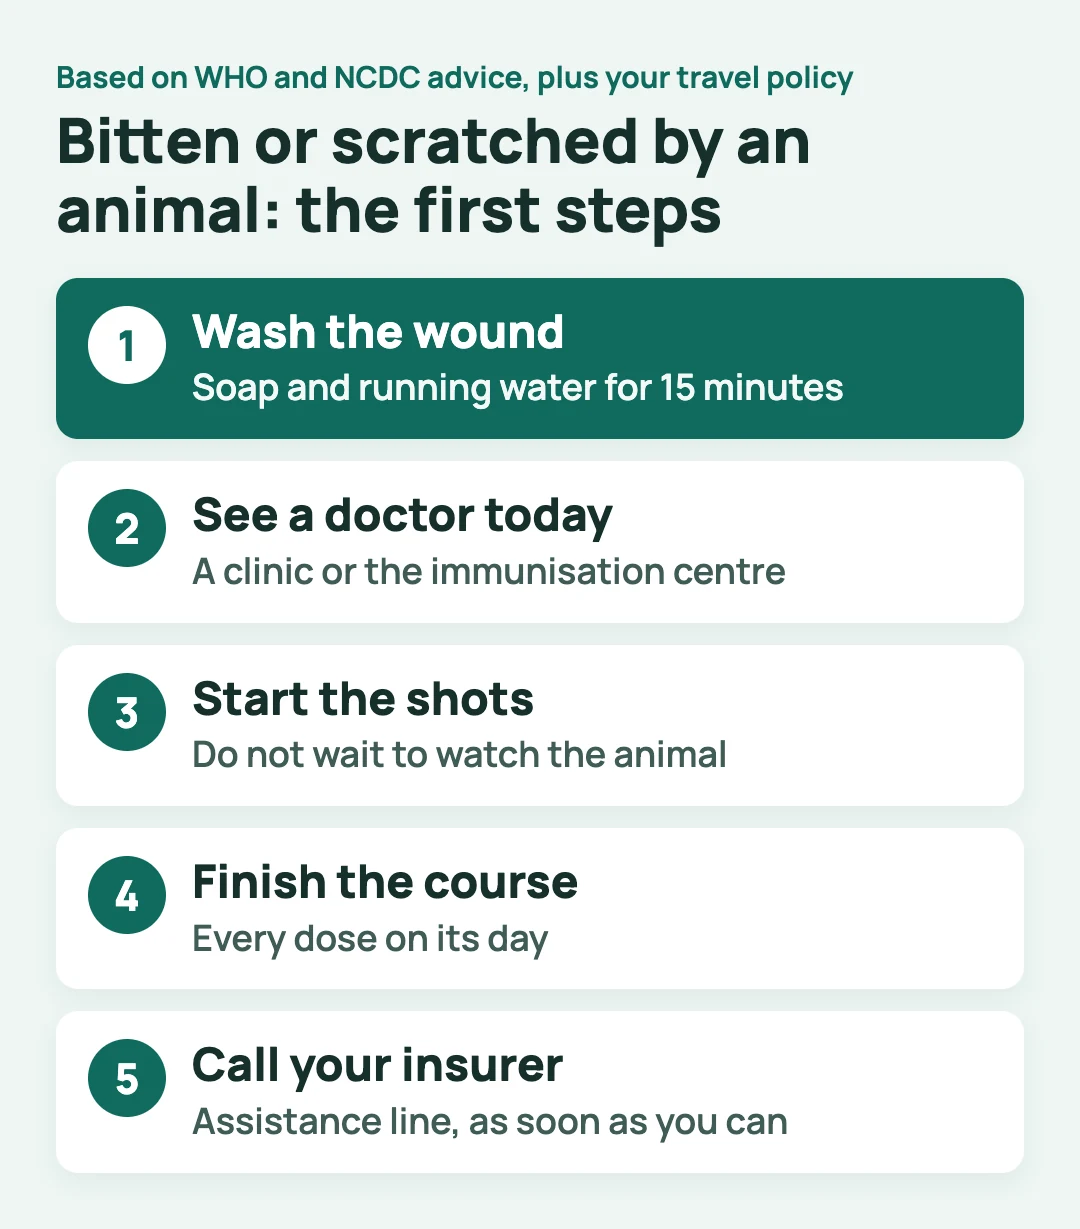 Based on WHO and NCDC advice, plus your travel policy
Bitten or scratched by an
animal: the first steps
1
Wash the wound
Soap and running water for 15 minutes
2
See a doctor today
A clinic or the immunisation centre
3
Start the shots
Do not wait to watch the animal
4
Finish the course
Every dose on its day
5
Call your insurer
Assistance line, as soon as you can